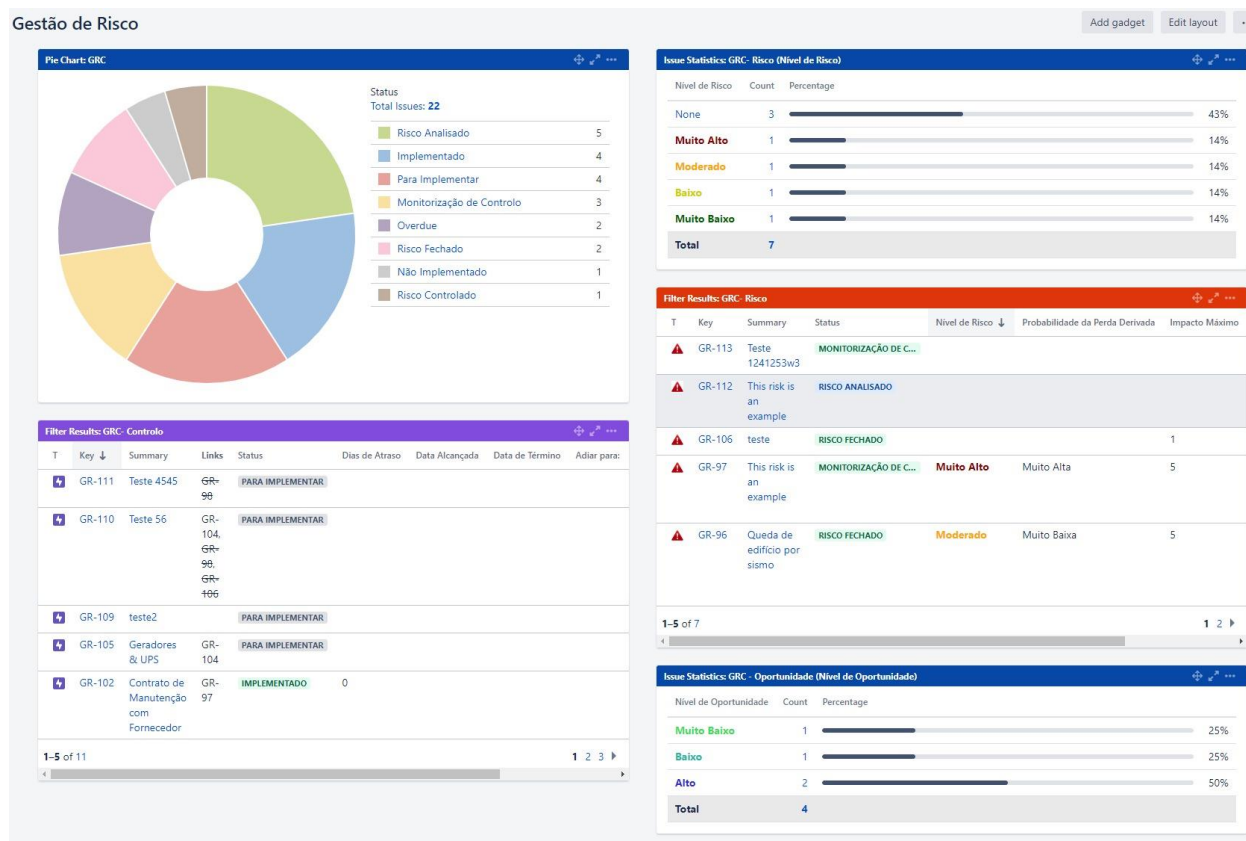 Gestão de Risco
Add gadget
Edit layout
Pie Chart: GRC
Status
Total Issues: 22
Risco Analisado 5
Implementado 4
Para Implementar 4
Monitorização de Controlo 3
Overdue 2
Risco Fechado 2
Não Implementado 1
Risco Controlado 1
Filter Results: GRC- Controlo
T Key ↓ Summary Links Status Dias de Atraso Data Alcançada Data de Término Adiar para:
GR-111 Teste 4545 GR- PARA IMPLEMENTAR
98
GR-110 Teste 56 GR- PARA IMPLEMENTAR
104,
GR-
98,
GR-
106
GR-109 teste2 PARA IMPLEMENTAR
GR-105 Geradores GR- PARA IMPLEMENTAR
& UPS 104
GR-102 Contrato de GR- IMPLEMENTADO 0
Manutenção 97
com
Fornecedor
1–5 of 11 1 2 3
Issue Statistics: GRC- Risco (Nível de Risco)
Nível de Risco Count Percentage
None 3 43%
Muito Alto 1 14%
Moderado 1 14%
Baixo 1 14%
Muito Baixo 1 14%
Total 7
Filter Results: GRC- Risco
T Key Summary Status Nível de Risco ↓ Probabilidade da Perda Derivada Impacto Máximo
GR-113 Teste MONITORIZAÇÃO DE C...
1241253w3
GR-112 This risk is RISCO ANALISADO
an
example
GR-106 teste RISCO FECHADO 1
GR-97 This risk is MONITORIZAÇÃO DE C... Muito Alto Muito Alta 5
an
example
GR-96 Queda de RISCO FECHADO Moderado Muito Baixa 5
edifício por
sismo
1–5 of 7 1 2
Issue Statistics: GRC - Oportunidade (Nível de Oportunidade)
Nível de Oportunidade Count Percentage
Muito Baixo 1 25%
Baixo 1 25%
Alto 2 50%
Total 4